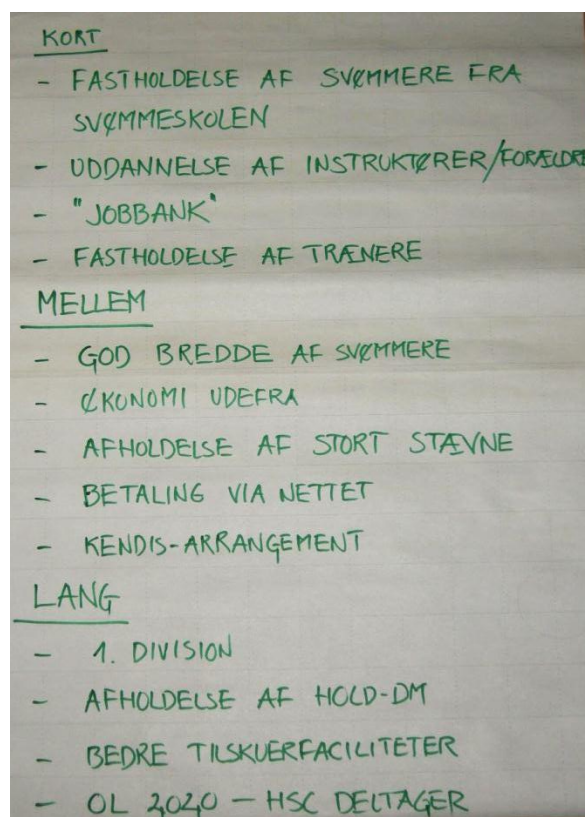 KORT
- FASTHOLDELSE AF SVØMMERE FRA
SVØMMESKOLEN
- UDDANNELSE AF INSTRUKTØRER/FORÆLDRE
- "JOBBANK"
- FASTHOLDELSE AF TRÆNERE
MELLEM
- GOD BREDDE AF SVØMMERE
- ØKONOMI UDEFRA
- AFHOLDELSE AF STORT STÆVNE
- BETALING VIA NETTET
- KENDIS-ARRANGEMENT
LANG
- 1. DIVISION
- AFHOLDELSE AF HOLD-DM
- BEDRE TILSKUERFACILITETER
- OL 2020 - HSC DELTAGER